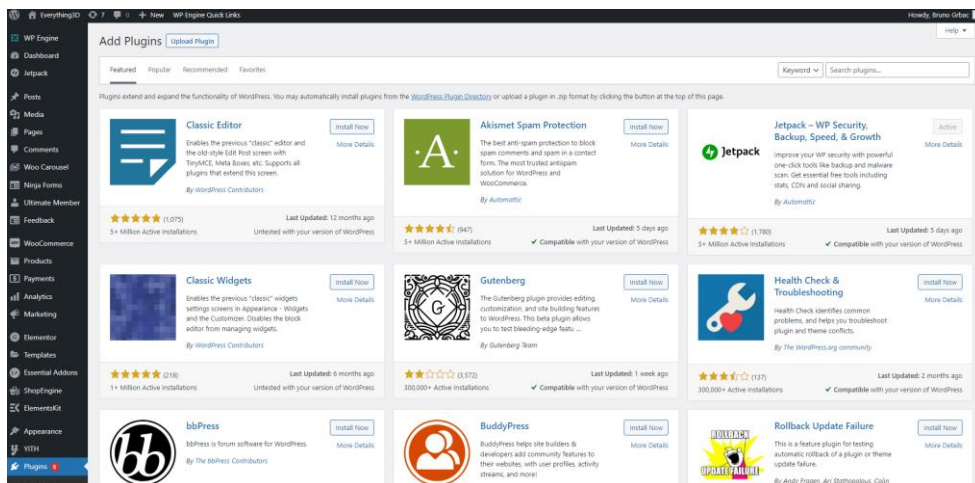 Everything3D 7 0 + New WP Engine Quick Links
Howdy, Bruno Grbac
Help
WP Engine
Dashboard
Jetpack
Posts
Media
Pages
Comments
Woo Carousel
Ninja Forms
Ultimate Member
Feedback
WooCommerce
Products
Payments
Analytics
Marketing
Elementor
Templates
Essential Addons
ShopEngine
ElementsKit
Appearance
YITH
Plugins 6
Add Plugins Upload Plugin
Featured Popular Recommended Favorites
Keyword Search plugins...
Plugins extend and expand the functionality of WordPress. You may automatically install plugins from the WordPress Plugin Directory or upload a plugin in .zip format by clicking the button at the top of this page.
Classic Editor
Install Now
More Details
Enables the previous "classic" editor and
the old-style Edit Post screen with
TinyMCE, Meta Boxes, etc. Supports all
plugins that extend this screen.
By WordPress Contributors
(1,075)
Last Updated: 12 months ago
5+ Million Active Installations
Untested with your version of WordPress
·A·
Akismet Spam Protection
Install Now
More Details
The best anti-spam protection to block
spam comments and spam in a contact
form. The most trusted antispam
solution for WordPress and
WooCommerce.
By Automattic
(947)
Last Updated: 5 days ago
5+ Million Active Installations
Compatible with your version of WordPress
Jetpack
Jetpack – WP Security,
Backup, Speed, & Growth
Active
More Details
Improve your WP security with powerful
one-click tools like backup and malware
scan. Get essential free tools including
stats, CDN and social sharing.
By Automattic
(1,780)
Last Updated: 5 days ago
5+ Million Active Installations
Compatible with your version of WordPress
Classic Widgets
Install Now
More Details
Enables the previous "classic" widgets
settings screens in Appearance - Widgets
and the Customizer. Disables the block
editor from managing widgets.
By WordPress Contributors
(218)
Last Updated: 6 months ago
1+ Million Active Installations
Untested with your version of WordPress
G
Gutenberg
Install Now
More Details
The Gutenberg plugin provides editing,
customization, and site building features
to WordPress. This beta plugin allows
you to test bleeding-edge featu ...
By Gutenberg Team
(3,572)
Last Updated: 1 week ago
300,000+ Active Installations
Compatible with your version of WordPress
Health Check &
Troubleshooting
Install Now
More Details
Health Check identifies common
problems, and helps you troubleshoot
plugin and theme conflicts.
By The WordPress.org community
(137)
Last Updated: 2 months ago
300,000+ Active Installations
Compatible with your version of WordPress
bb
bbPress
Install Now
More Details
bbPress is forum software for WordPress.
By The bbPress Contributors
BuddyPress
Install Now
More Details
BuddyPress helps site builders &
developers add community features to
their websites, with user profiles, activity
streams, and more!
ROLLBACK
UPDATE FAILURE
Rollback Update Failure
Install Now
More Details
This is a feature plugin for testing
automatic rollback of a plugin or theme
update failure.
By Andy Fragen, Ari Stathopolous, Colin